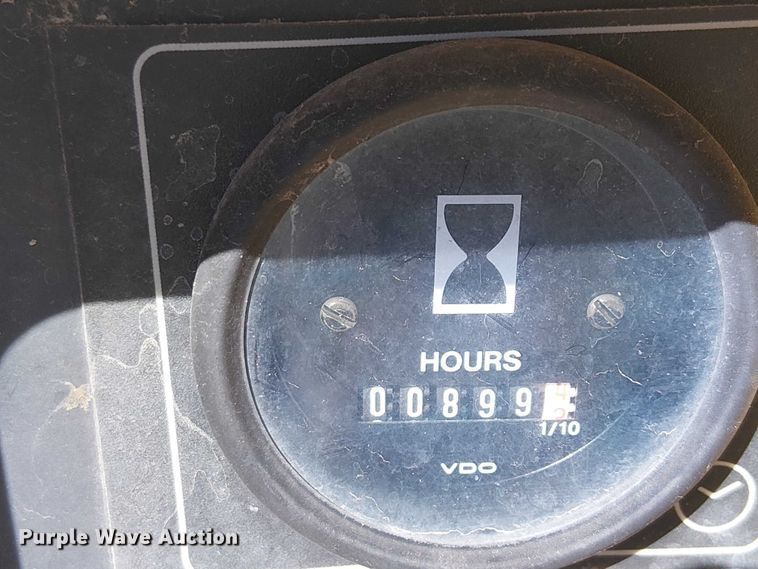 HOURS
00899
1/10
VDO
Purple Wave Auction